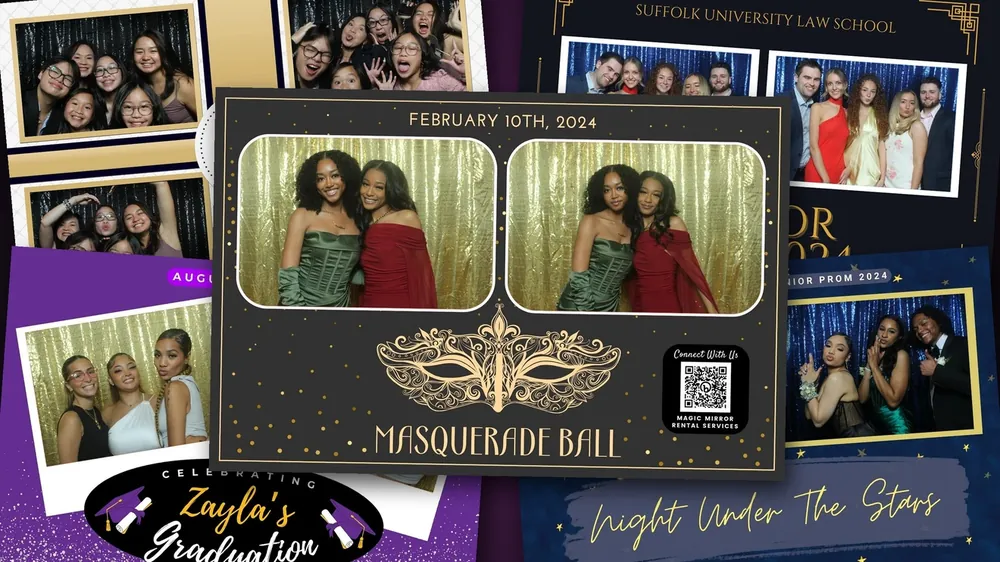 SUFFOLK UNIVERSITY LAW SCHOOL
FEBRUARY 10TH, 2024
2024
PROM 2024
Connect With Us
MAGIC MIRROR
RENTAL SERVICES
MASQUERADE BALL
CELEBRATING
Zayla's
Graduation
Night Under The Stars